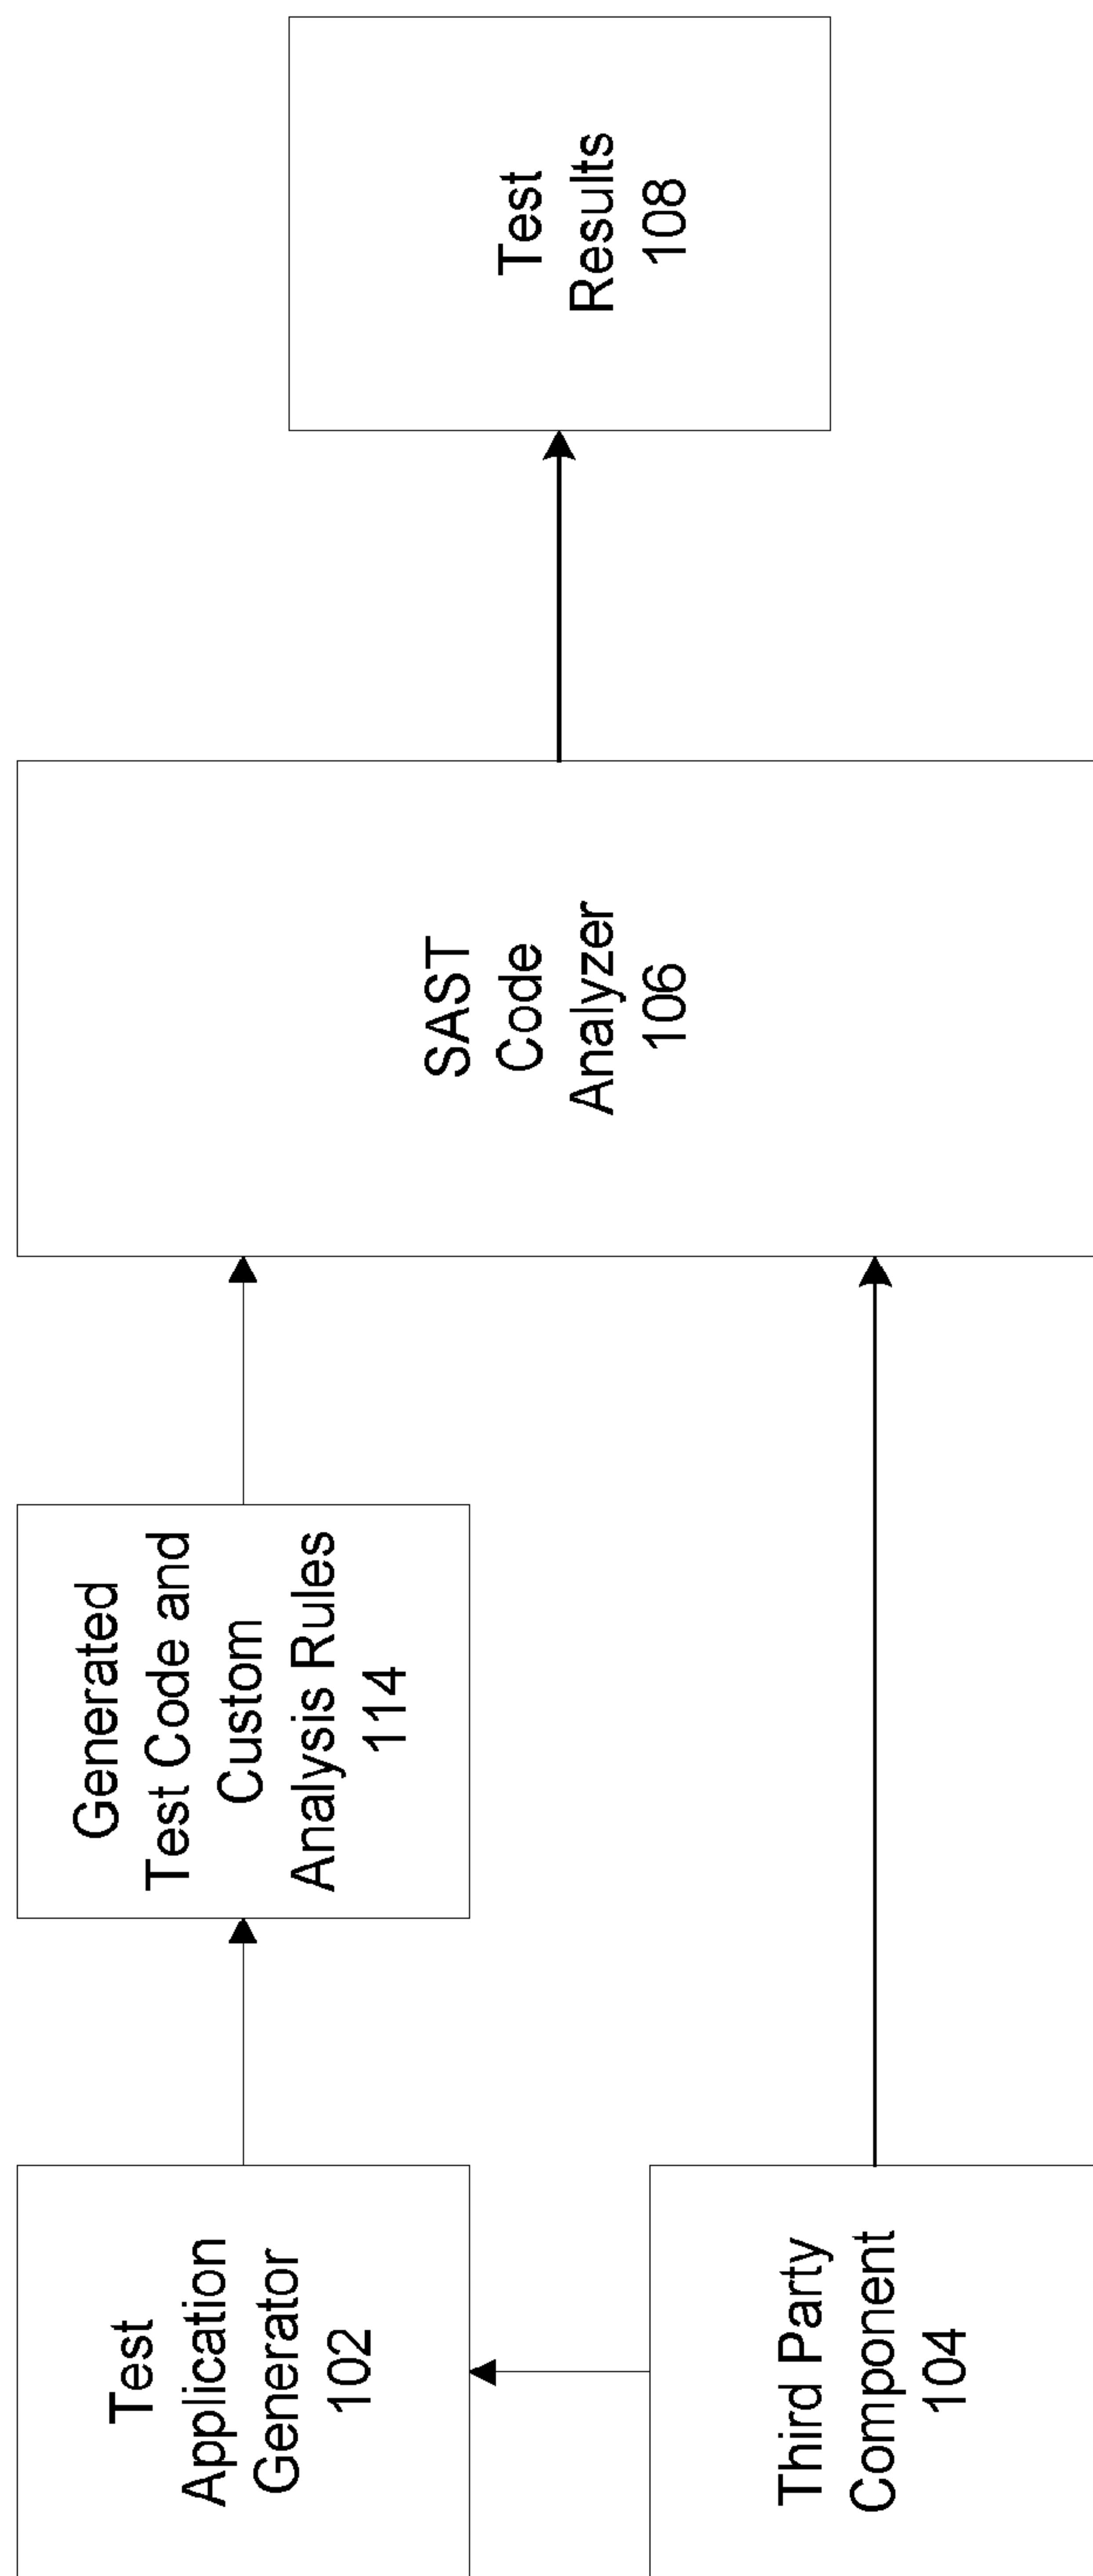 Test
Application
Generator
102
Generated
Test Code and
Custom
Analysis Rules
114
SAST
Code
Analyzer
106
Test
Results
108
Third Party
Component
104